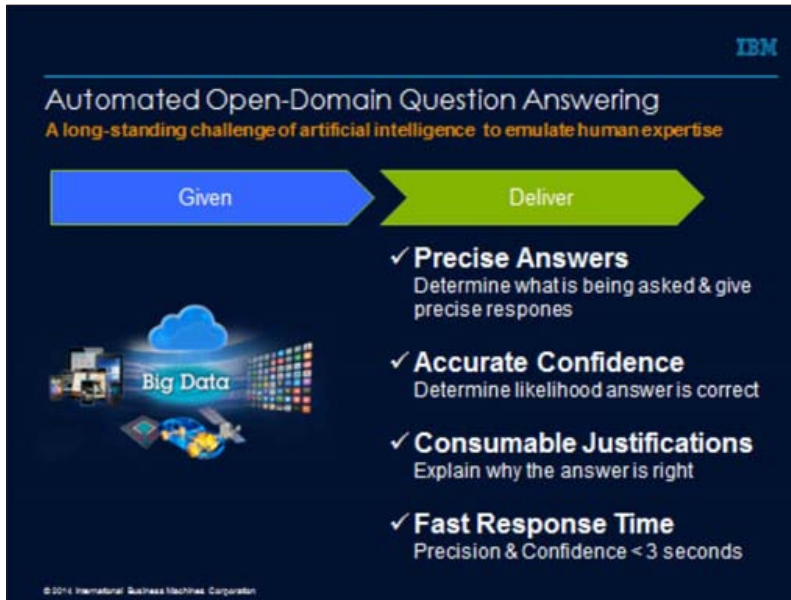 IBM
Automated Open-Domain Question Answering
A long-standing challenge of artificial intelligence to emulate human expertise
Given
Deliver
Big Data
✓ Precise Answers
Determine what is being asked & give
precise respones
✓ Accurate Confidence
Determine likelihood answer is correct
✓ Consumable Justifications
Explain why the answer is right
✓ Fast Response Time
Precision & Confidence < 3 seconds
© 2014 International Business Machines Corporation